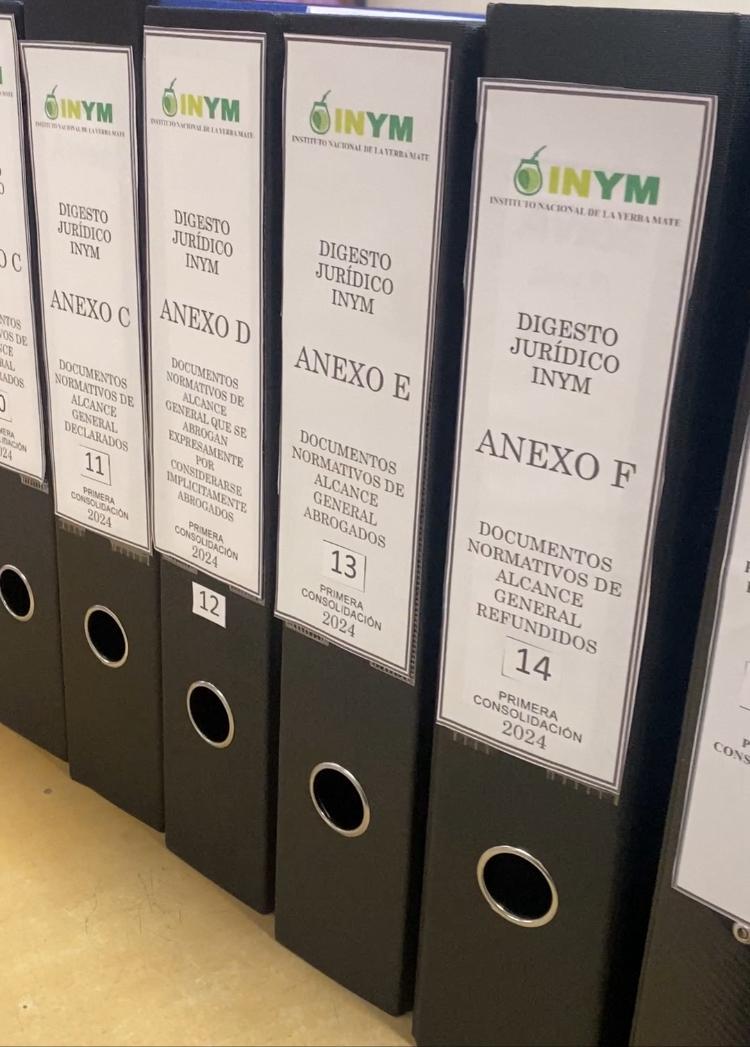 INYM
INSTITUTO NACIONAL DE LA YERBA MATE
DIGESTO
JURÍDICO
INYM
ANEXO C
DOCUMENTOS
NORMATIVOS DE
ALCANCE
GENERAL
DECLARADOS
11
PRIMERA
CONSOLIDACIÓN
2024
INYM
INSTITUTO NACIONAL DE LA YERBA MATE
DIGESTO
JURÍDICO
INYM
ANEXO D
DOCUMENTOS
NORMATIVOS DE
ALCANCE
GENERAL QUE SE
ABROGAN
EXPRESAMENTE
POR
CONSIDERARSE
IMPLICITAMENTE
ABROGADOS
PRIMERA
CONSOLIDACIÓN
2024
12
INYM
INSTITUTO NACIONAL DE LA YERBA MATE
DIGESTO
JURÍDICO
INYM
ANEXO E
DOCUMENTOS
NORMATIVOS DE
ALCANCE
GENERAL
ABROGADOS
13
PRIMERA
CONSOLIDACIÓN
2024
INYM
INSTITUTO NACIONAL DE LA YERBA MATE
DIGESTO
JURÍDICO
INYM
ANEXO F
DOCUMENTOS
NORMATIVOS DE
ALCANCE
GENERAL
REFUNDIDOS
14
PRIMERA
CONSOLIDACIÓN
2024